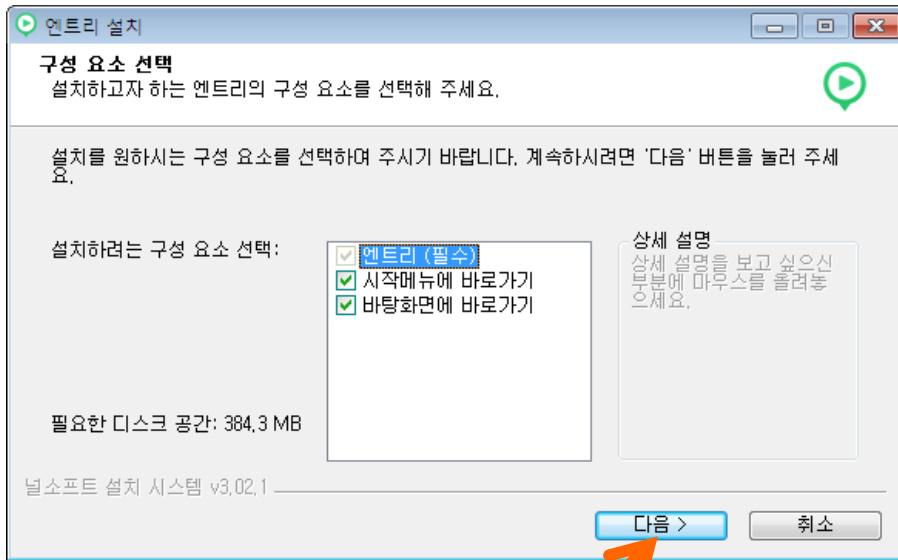 엔트리 설치
구성 요소 선택
설치하고자 하는 엔트리의 구성 요소를 선택해 주세요.
설치를 원하시는 구성 요소를 선택하여 주시기 바랍니다. 계속하시려면 '다음' 버튼을 눌러 주세
요.
설치하려는 구성 요소 선택:
엔트리 (필수)
시작메뉴에 바로가기
바탕화면에 바로가기
상세 설명
상세 설명을 보고 싶으신
부분에 마우스를 올려놓
으세요.
필요한 디스크 공간: 384.3 MB
널소프트 설치 시스템 v3.02.1
다음 >
취소